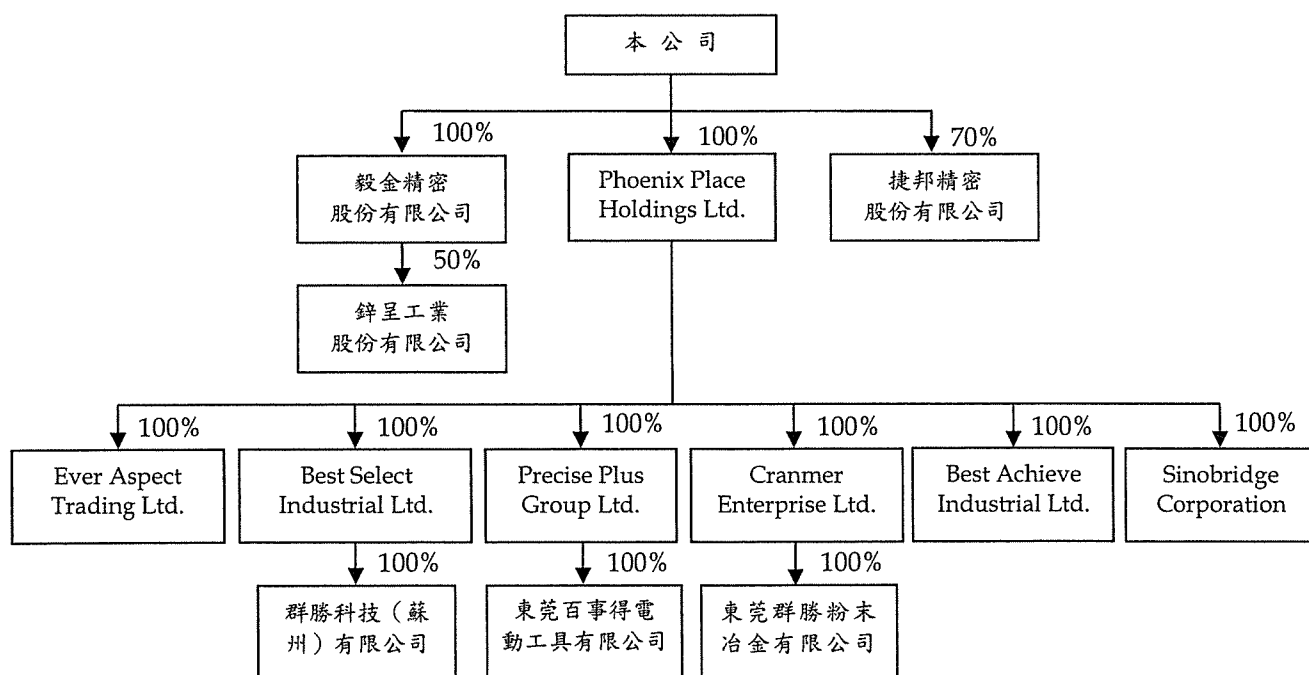 本公司
100%
100%
70%
毅金精密
股份有限公司
Phoenix Place
Holdings Ltd.
捷邦精密
股份有限公司
50%
鋅呈工業
股份有限公司
100%
100%
100%
100%
100%
100%
Ever Aspect
Trading Ltd.
Best Select
Industrial Ltd.
Precise Plus
Group Ltd.
Cranmer
Enterprise Ltd.
Best Achieve
Industrial Ltd.
Sinobridge
Corporation
100%
100%
100%
群勝科技（蘇
州）有限公司
東莞百事得電
動工具有限公司
東莞群勝粉末
冶金有限公司